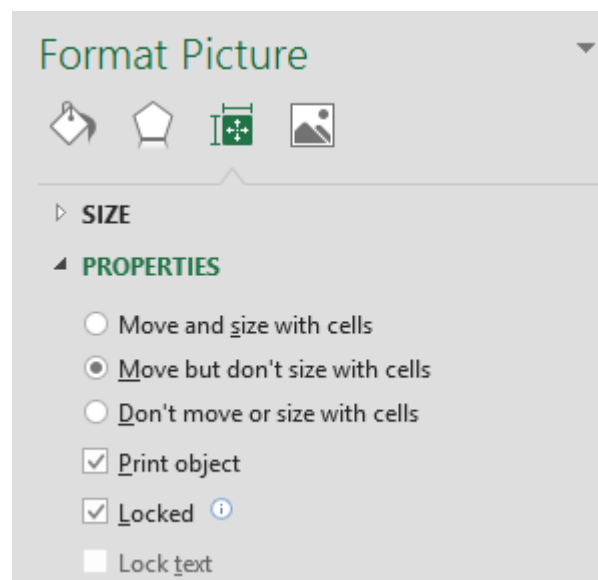 Format Picture
SIZE
PROPERTIES
Move and size with cells
Move but don't size with cells
Don't move or size with cells
Print object
Locked
Lock text